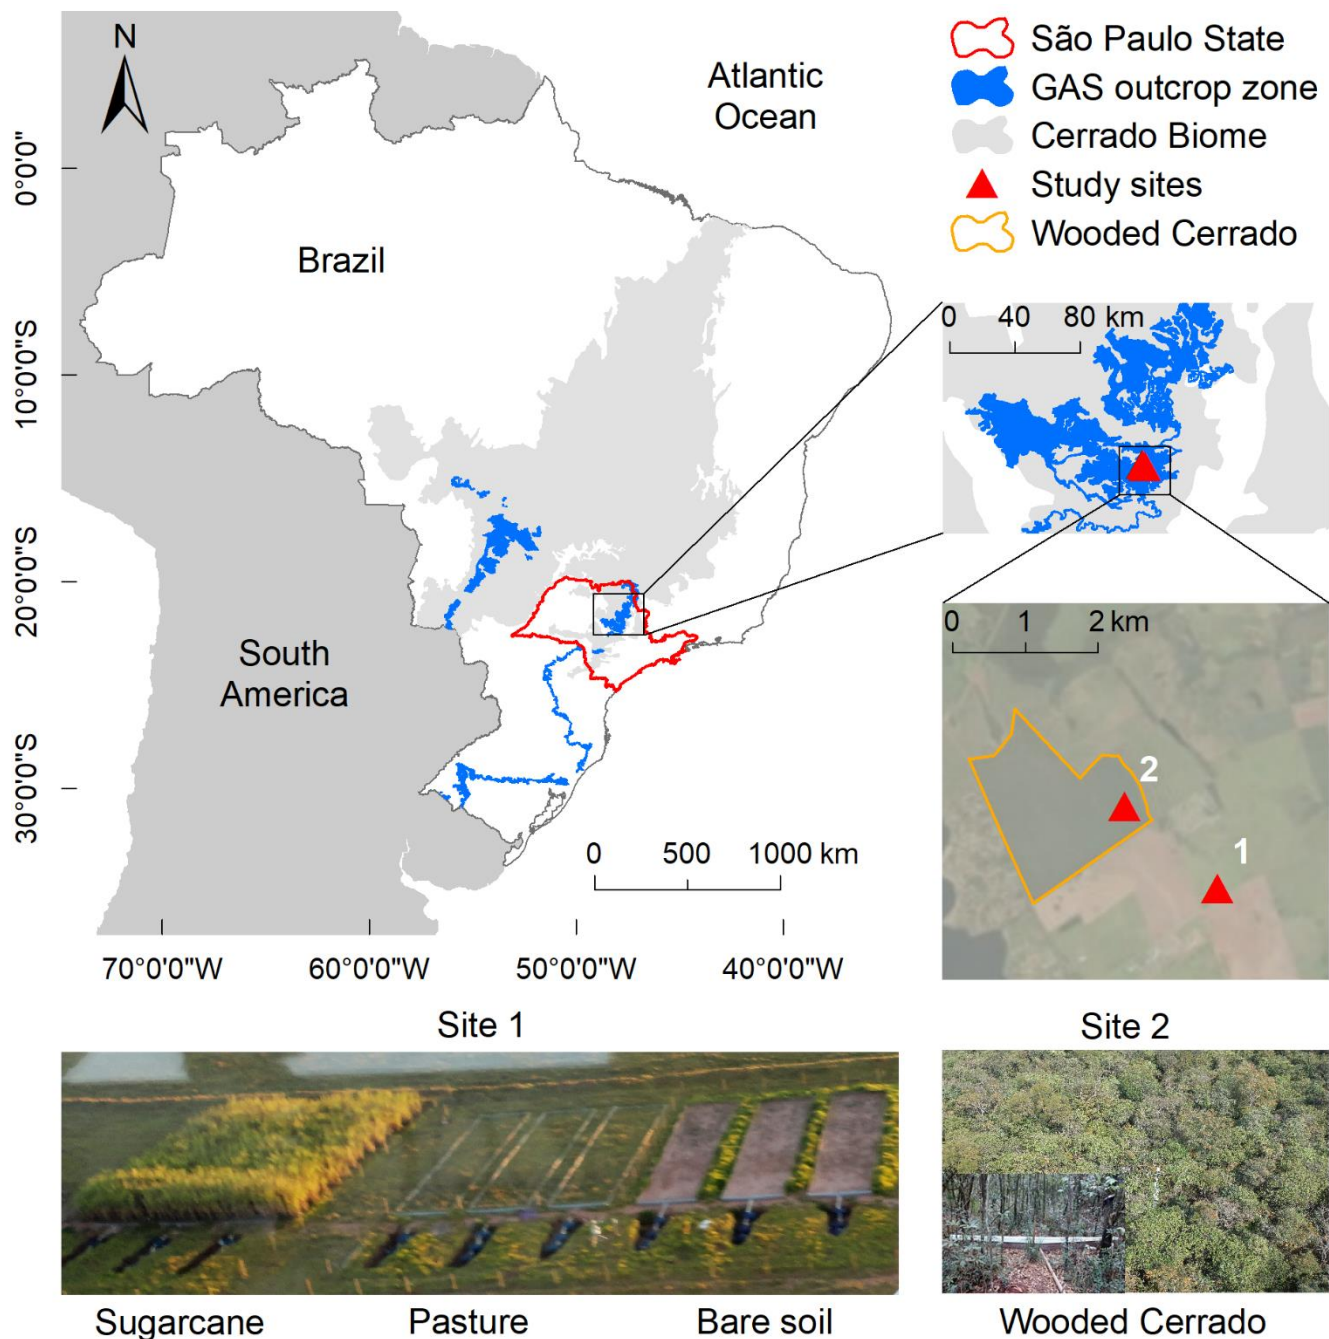 N
Atlantic
Ocean
São Paulo State
GAS outcrop zone
Cerrado Biome
Study sites
Wooded Cerrado
0°0'0"
10°0'0"S
20°0'0"S
30°0'0"S
Brazil
South
America
0 500 1000 km
70°0'0"W 60°0'0"W 50°0'0"W 40°0'0"W
0 40 80 km
0 1 2 km
2
1
Site 1
Site 2
Sugarcane Pasture Bare soil
Wooded Cerrado